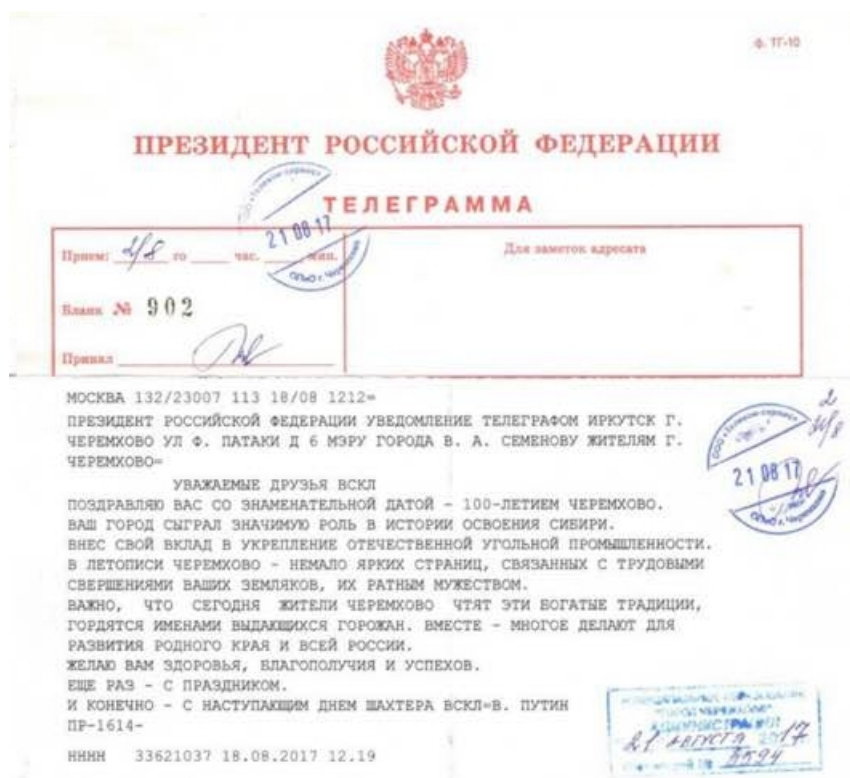 Ф. ТГ-10
ПРЕЗИДЕНТ РОССИЙСКОЙ ФЕДЕРАЦИИ
ТЕЛЕГРАММА
21 08 17
Прием: 2/8 го час. мин.
Для заметок адресата
Бланк № 902
Принял
МОСКВА 132/23007 113 18/08 1212=
ПРЕЗИДЕНТ РОССИЙСКОЙ ФЕДЕРАЦИИ УВЕДОМЛЕНИЕ ТЕЛЕГРАФОМ ИРКУТСК Г.
ЧЕРЕМХОВО УЛ Ф. ПАТАКИ Д 6 МЭРУ ГОРОДА В. А. СЕМЕНОВУ ЖИТЕЛЯМ Г.
ЧЕРЕМХОВО=
УВАЖАЕМЫЕ ДРУЗЬЯ ВСКЛ
ПОЗДРАВЛЯЮ ВАС СО ЗНАМЕНАТЕЛЬНОЙ ДАТОЙ - 100-ЛЕТИЕМ ЧЕРЕМХОВО.
ВАШ ГОРОД СЫГРАЛ ЗНАЧИМУЮ РОЛЬ В ИСТОРИИ ОСВОЕНИЯ СИБИРИ.
ВНЕС СВОЙ ВКЛАД В УКРЕПЛЕНИЕ ОТЕЧЕСТВЕННОЙ УГОЛЬНОЙ ПРОМЫШЛЕННОСТИ.
В ЛЕТОПИСИ ЧЕРЕМХОВО - НЕМАЛО ЯРКИХ СТРАНИЦ, СВЯЗАННЫХ С ТРУДОВЫМИ
СВЕРШЕНИЯМИ ВАШИХ ЗЕМЛЯКОВ, ИХ РАТНЫМ МУЖЕСТВОМ.
ВАЖНО, ЧТО СЕГОДНЯ ЖИТЕЛИ ЧЕРЕМХОВО ЧТЯТ ЭТИ БОГАТЫЕ ТРАДИЦИИ,
ГОРДЯТСЯ ИМЕНАМИ ВЫДАЮЩИХСЯ ГОРОЖАН. ВМЕСТЕ - МНОГОЕ ДЕЛАЮТ ДЛЯ
РАЗВИТИЯ РОДНОГО КРАЯ И ВСЕЙ РОССИИ.
ЖЕЛАЮ ВАМ ЗДОРОВЬЯ, БЛАГОПОЛУЧИЯ И УСПЕХОВ.
ЕЩЕ РАЗ - С ПРАЗДНИКОМ.
И КОНЕЧНО - С НАСТУПАЮЩИМ ДНЕМ ШАХТЕРА ВСКЛ=В. ПУТИН
ПР-1614-
НННН 33621037 18.08.2017 12.19
21 08 17
АДМИНИСТРАЦИЯ
21 АВГУСТА 2017
5594